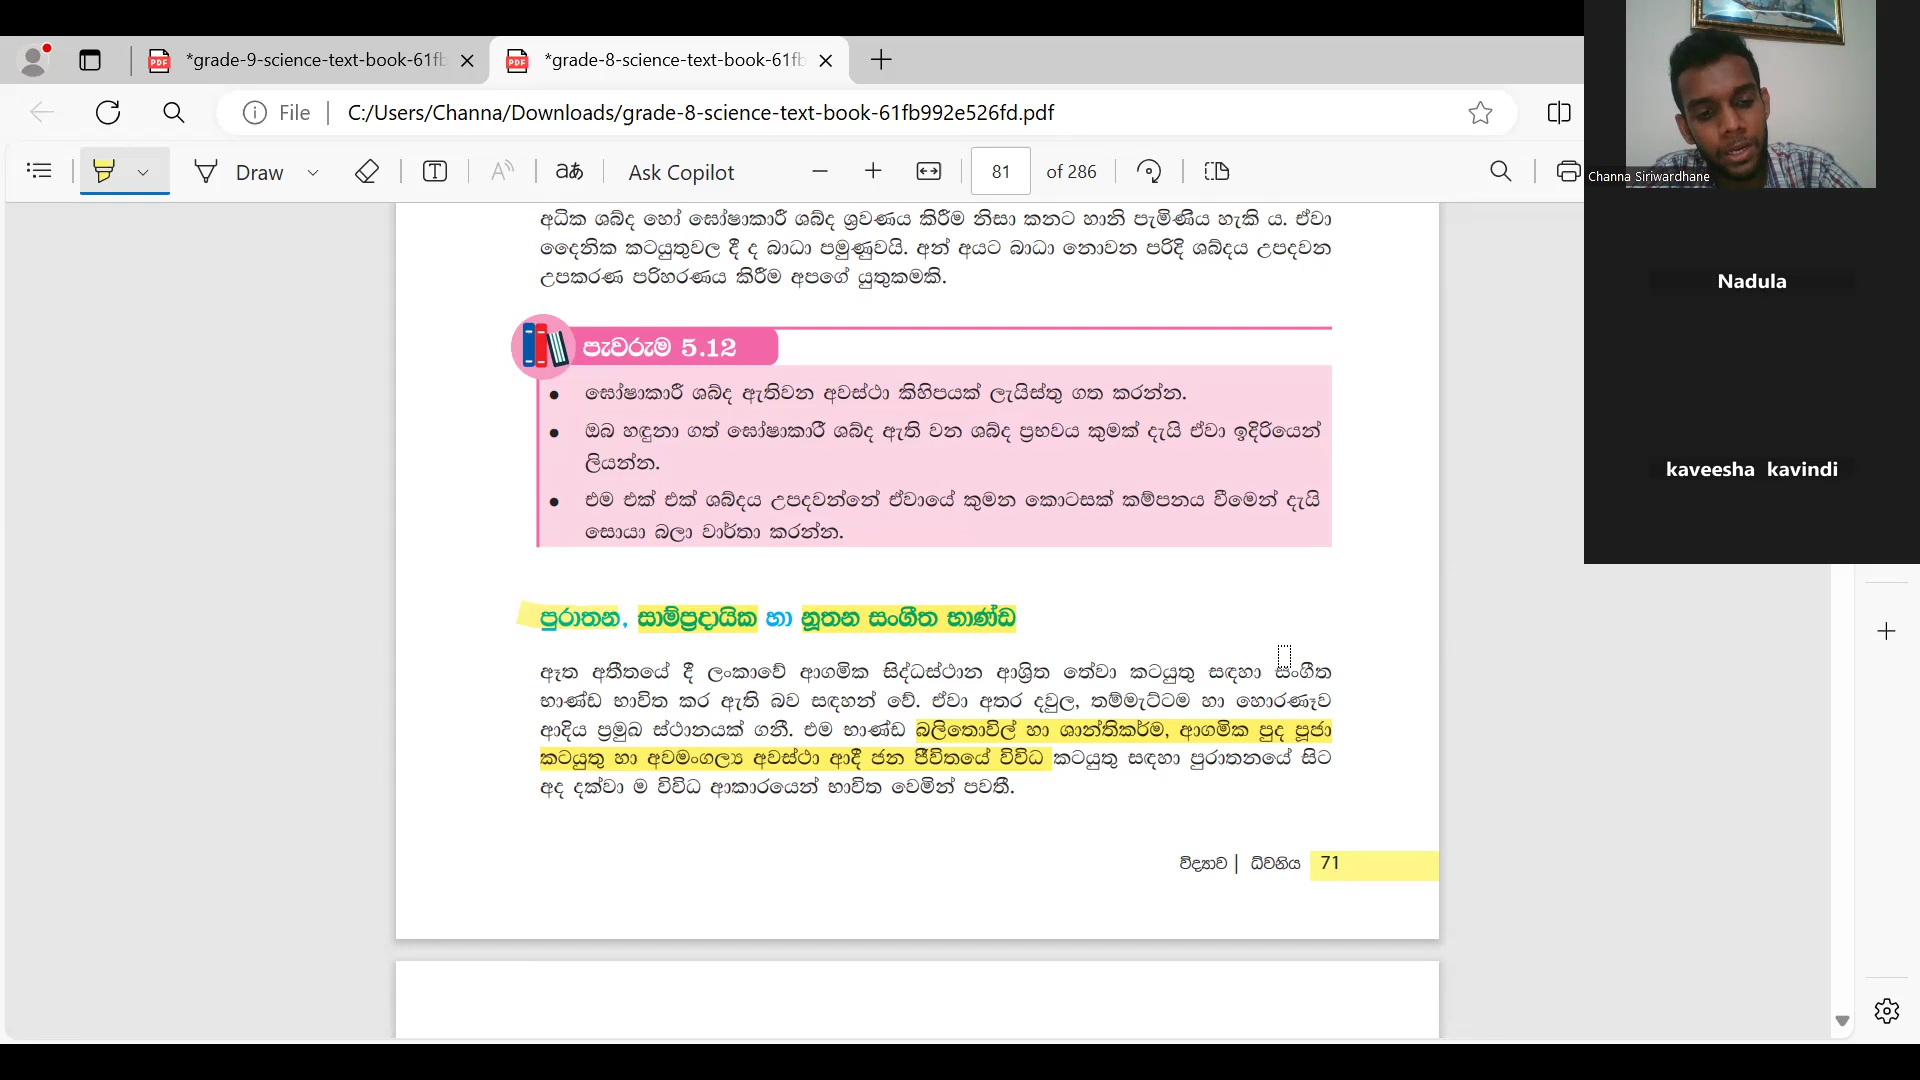 *grade-9-science-text-book-61fb
*grade-8-science-text-book-61fb
File
C:/Users/Channa/Downloads/grade-8-science-text-book-61fb992e526fd.pdf
Draw
aあ
Ask Copilot
81 of 286
Channa Siriwardhane
Nadula
kaveesha kavindi
අධික ශබ්ද හෝ ඝෝෂාකාරී ශබ්ද ශ්‍රවණය කිරීම නිසා කනට හානි පැමිණිය හැකි ය. ඒවා
දෛනික කටයුතුවල දී ද බාධා පමුණුවයි. අන් අයට බාධා නොවන පරිදි ශබ්දය උපදවන
උපකරණ පරිහරණය කිරීම අපගේ යුතුකමකි.
පැවරුම 5.12
• ඝෝෂාකාරී ශබ්ද ඇතිවන අවස්ථා කිහිපයක් ලැයිස්තු ගත කරන්න.
• ඔබ හඳුනා ගත් ඝෝෂාකාරී ශබ්ද ඇති වන ශබ්ද ප්‍රභවය කුමක් දැයි ඒවා ඉදිරියෙන්
ලියන්න.
• එම එක් එක් ශබ්දය උපදවන්නේ ඒවායේ කුමන කොටසක් කම්පනය වීමෙන් දැයි
සොයා බලා වාර්තා කරන්න.
පුරාතන, සාම්ප්‍රදායික හා නූතන සංගීත භාණ්ඩ
ඈත අතීතයේ දී ලංකාවේ ආගමික සිද්ධස්ථාන ආශ්‍රිත තේවා කටයුතු සඳහා සංගීත
භාණ්ඩ භාවිත කර ඇති බව සඳහන් වේ. ඒවා අතර දවුල, තම්මැට්ටම හා හොරණෑව
ආදිය ප්‍රමුඛ ස්ථානයක් ගනී. එම භාණ්ඩ බලිතොවිල් හා ශාන්තිකර්ම, ආගමික පුද පූජා
කටයුතු හා අවමංගල්‍ය අවස්ථා ආදී ජන ජීවිතයේ විවිධ කටයුතු සඳහා පුරාතනයේ සිට
අද දක්වා ම විවිධ ආකාරයෙන් භාවිත වෙමින් පවතී.
විද්‍යාව | ධ්වනිය 71